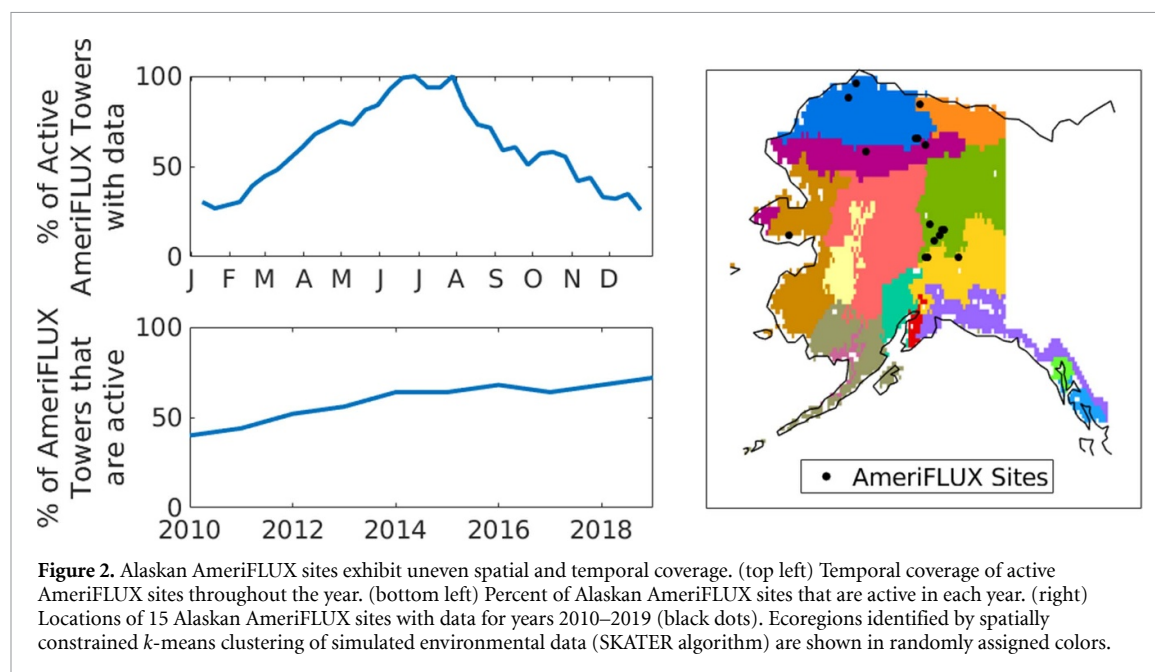 % of Active
AmeriFLUX Towers
with data
100
50
0
J F M A M J J A S O N D
% of AmeriFLUX
Towers that
are active
100
50
0
2010 2012 2014 2016 2018
AmeriFLUX Sites
Figure 2. Alaskan AmeriFLUX sites exhibit uneven spatial and temporal coverage. (top left) Temporal coverage of active
AmeriFLUX sites throughout the year. (bottom left) Percent of Alaskan AmeriFLUX sites that are active in each year. (right)
Locations of 15 Alaskan AmeriFLUX sites with data for years 2010–2019 (black dots). Ecoregions identified by spatially
constrained k-means clustering of simulated environmental data (SKATER algorithm) are shown in randomly assigned colors.